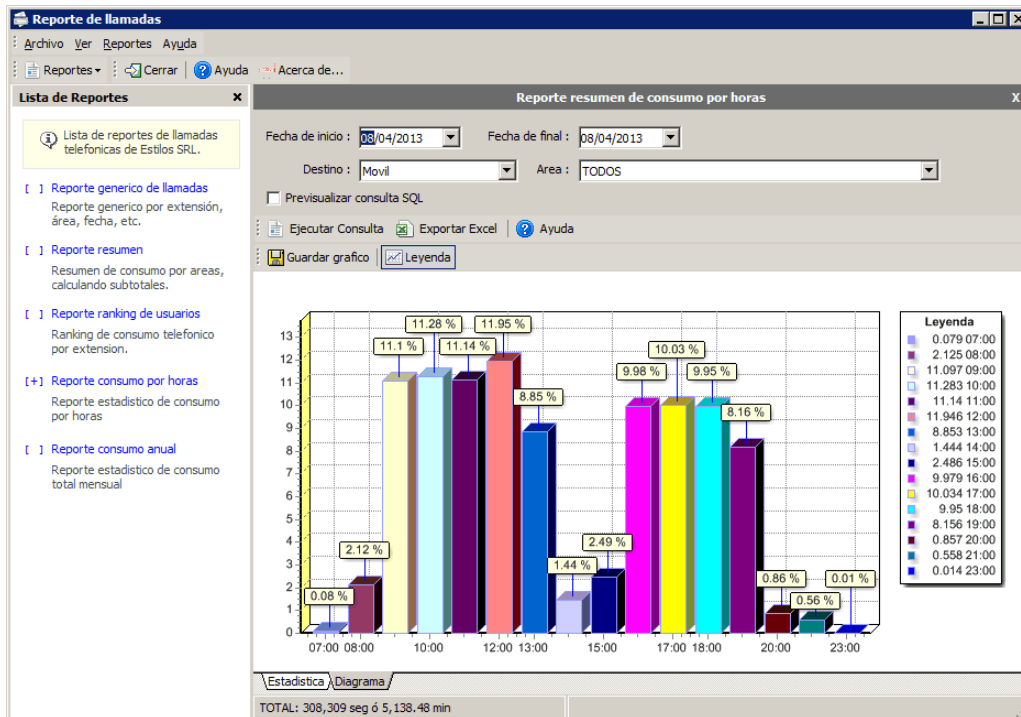 Reporte de llamadas
Archivo Ver Reportes Ayuda
Reportes Cerrar Ayuda Acerca de...
Lista de Reportes x
Lista de reportes de llamadas
telefonicas de Estilos SRL.
[ ] Reporte generico de llamadas
Reporte generico por extensión,
área, fecha, etc.
[ ] Reporte resumen
Resumen de consumo por areas,
calculando subtotales.
[ ] Reporte ranking de usuarios
Ranking de consumo telefonico
por extension.
[+] Reporte consumo por horas
Reporte estadistico de consumo
por horas
[ ] Reporte consumo anual
Reporte estadistico de consumo
total mensual
Reporte resumen de consumo por horas X
Fecha de inicio : 08/04/2013 Fecha de final : 08/04/2013
Destino : Movil Area : TODOS
Previsualizar consulta SQL
Ejecutar Consulta Exportar Excel Ayuda
Guardar grafico Leyenda
13
12
11
10
9
8
7
6
5
4
3
2
1
0
0.08 %
2.12 %
11.1 %
11.28 %
11.14 %
11.95 %
8.85 %
1.44 %
2.49 %
9.98 %
10.03 %
9.95 %
8.16 %
0.86 %
0.56 %
0.01 %
07:00 08:00 10:00 12:00 13:00 15:00 17:00 18:00 20:00 23:00
Leyenda
0.079 07:00
2.125 08:00
11.097 09:00
11.283 10:00
11.14 11:00
11.946 12:00
8.853 13:00
1.444 14:00
2.486 15:00
9.979 16:00
10.034 17:00
9.95 18:00
8.156 19:00
0.857 20:00
0.558 21:00
0.014 23:00
Estadistica Diagrama
TOTAL: 308,309 seg ó 5,138.48 min